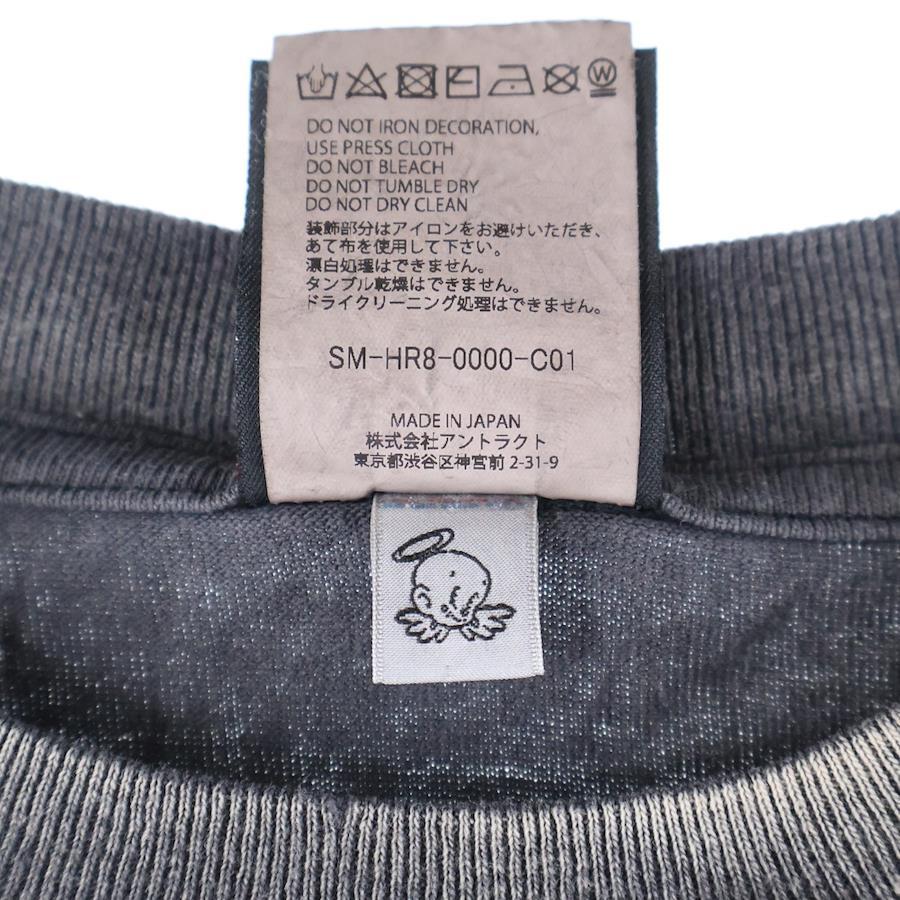 W
DO NOT IRON DECORATION,
USE PRESS CLOTH
DO NOT BLEACH
DO NOT TUMBLE DRY
DO NOT DRY CLEAN
装飾部分はアイロンをお避けいただき、
あて布を使用して下さい。
漂白処理はできません。
タンブル乾燥はできません。
ドライクリーニング処理はできません。
SM-HR8-0000-C01
MADE IN JAPAN
株式会社アントラクト
東京都渋谷区神宮前 2-31-9